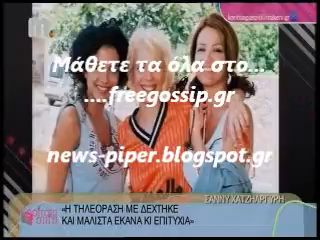 Μάθετε τα όλα στο...
....freegossip.gr
news-piper.blogspot.gr
ΣΑΝΝΥ ΧΑΤΖΗΑΡΓΥΡΗ
«Η ΤΗΛΕΟΡΑΣΗ ΜΕ ΔΕΧΤΗΚΕ
ΚΑΙ ΜΑΛΙΣΤΑ ΕΚΑΝΑ ΚΙ ΕΠΙΤΥΧΙΑ»